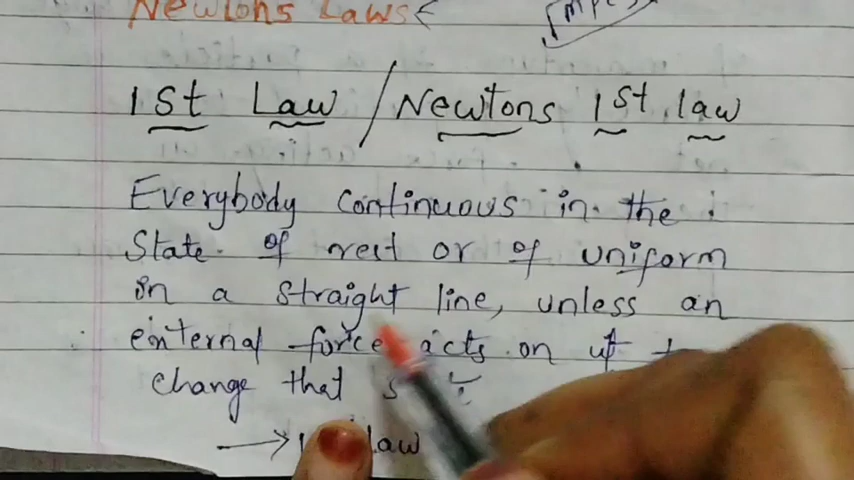 Newtons Laws
1st Law / Newtons 1st law
Everybody continuous in the
State of rest or of uniform
in a straight line, unless an
external force acts on
change that
law